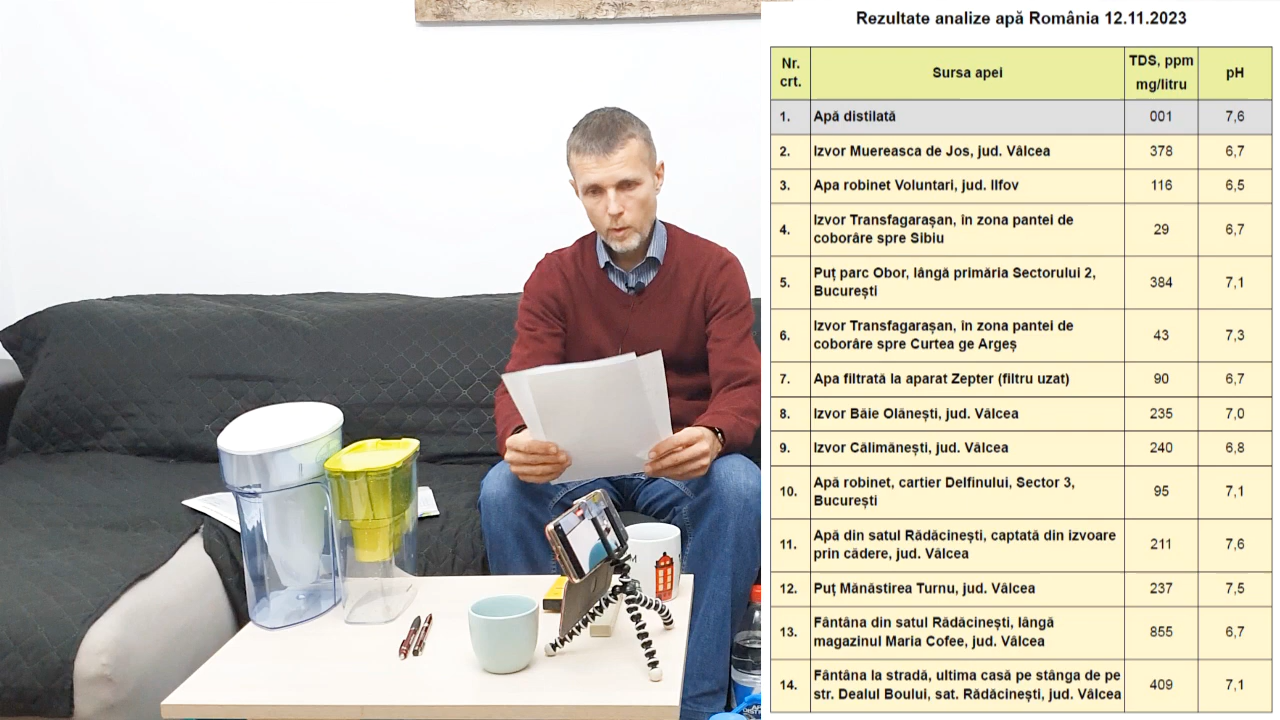 Rezultate analize apă România 12.11.2023
Nr. crt. Sursa apei TDS, ppm mg/litru pH
1. Apă distilată 001 7,6
2. Izvor Muereasca de Jos, jud. Vâlcea 378 6,7
3. Apa robinet Voluntari, jud. Ilfov 116 6,5
4. Izvor Transfagarașan, în zona pantei de
coborâre spre Sibiu 29 6,7
5. Puț parc Obor, lângă primăria Sectorului 2,
București 384 7,1
6. Izvor Transfagarașan, în zona pantei de
coborâre spre Curtea ge Argeș 43 7,3
7. Apa filtrată la aparat Zepter (filtru uzat) 90 6,7
8. Izvor Băie Olănești, jud. Vâlcea 235 7,0
9. Izvor Călimănești, jud. Vâlcea 240 6,8
10. Apă robinet, cartier Delfinului, Sector 3,
București 95 7,1
11. Apă din satul Rădăcinești, captată din izvoare
prin cădere, jud. Vâlcea 211 7,6
12. Puț Mănăstirea Turnu, jud. Vâlcea 237 7,5
13. Fântâna din satul Rădăcinești, lângă
magazinul Maria Cofee, jud. Vâlcea 855 6,7
14. Fântâna la stradă, ultima casă pe stânga de pe
str. Dealul Boului, sat. Rădăcinești, jud. Vâlcea 409 7,1